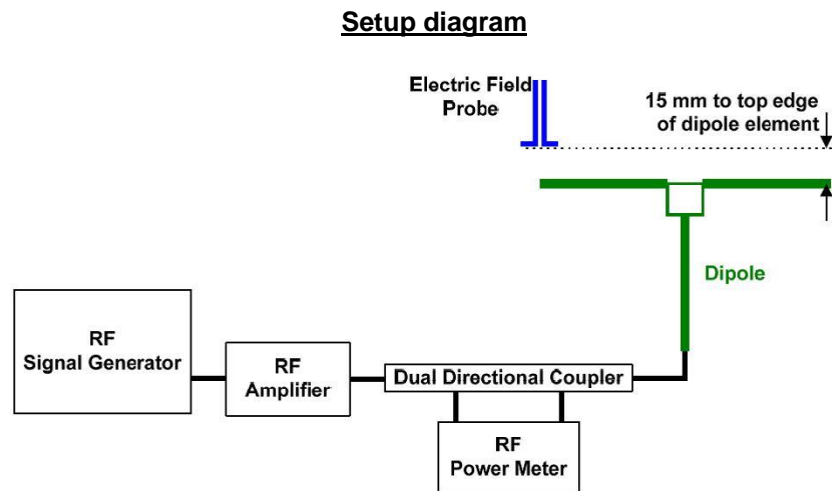 Setup diagram
Electric Field
Probe
15 mm to top edge
of dipole element
Dipole
RF
Signal Generator
RF
Amplifier
Dual Directional Coupler
RF
Power Meter